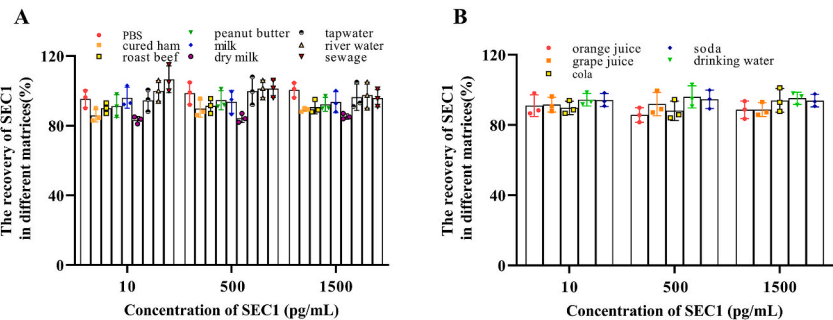 A
PBS
cured ham
roast beef
peanut butter
milk
dry milk
tapwater
river water
sewage
The recovery of SEC1
in different matrices(%)
120
80
40
0
10
500
1500
Concentration of SEC1 (pg/mL)
B
orange juice
grape juice
cola
soda
drinking water
The recovery of SEC1
in different matrices(%)
120
80
40
0
10
500
1500
Concentration of SEC1 (pg/mL)